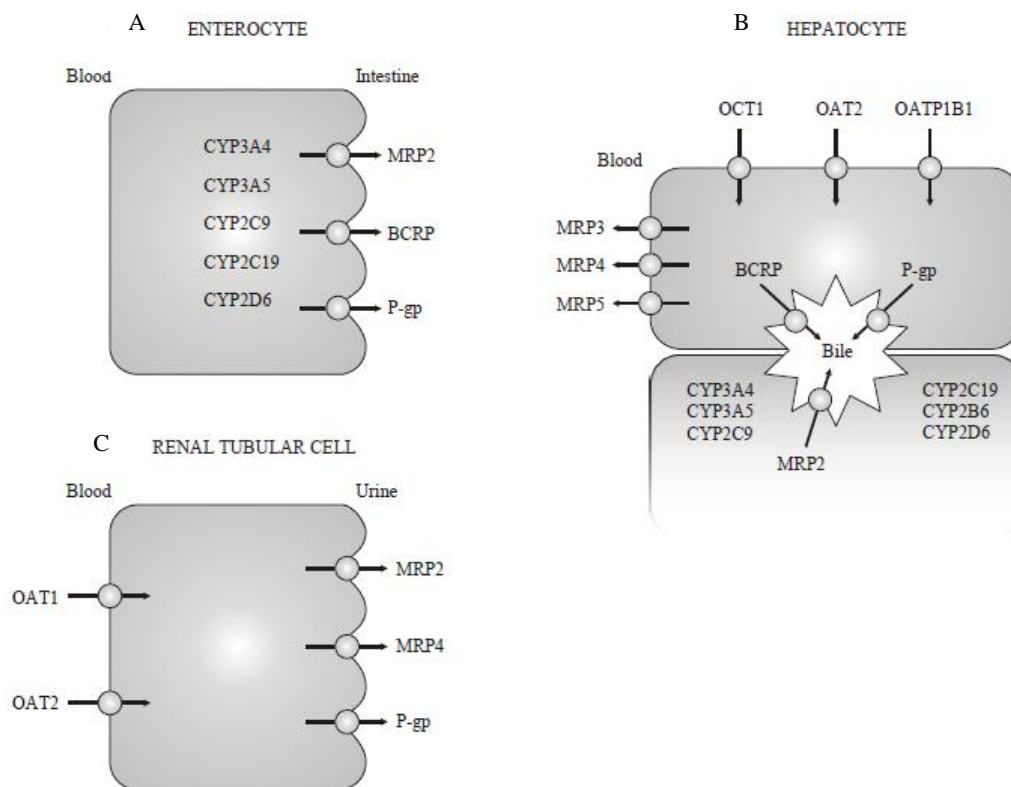 A
ENTEROCYTE
Blood
Intestine
CYP3A4
CYP3A5
CYP2C9
CYP2C19
CYP2D6
MRP2
BCRP
P-gp
B
HEPATOCYTE
OCT1
OAT2
OATP1B1
Blood
MRP3
MRP4
MRP5
BCRP
P-gp
Bile
CYP3A4
CYP3A5
CYP2C9
CYP2C19
CYP2B6
CYP2D6
MRP2
C
RENAL TUBULAR CELL
Blood
Urine
OAT1
OAT2
MRP2
MRP4
P-gp